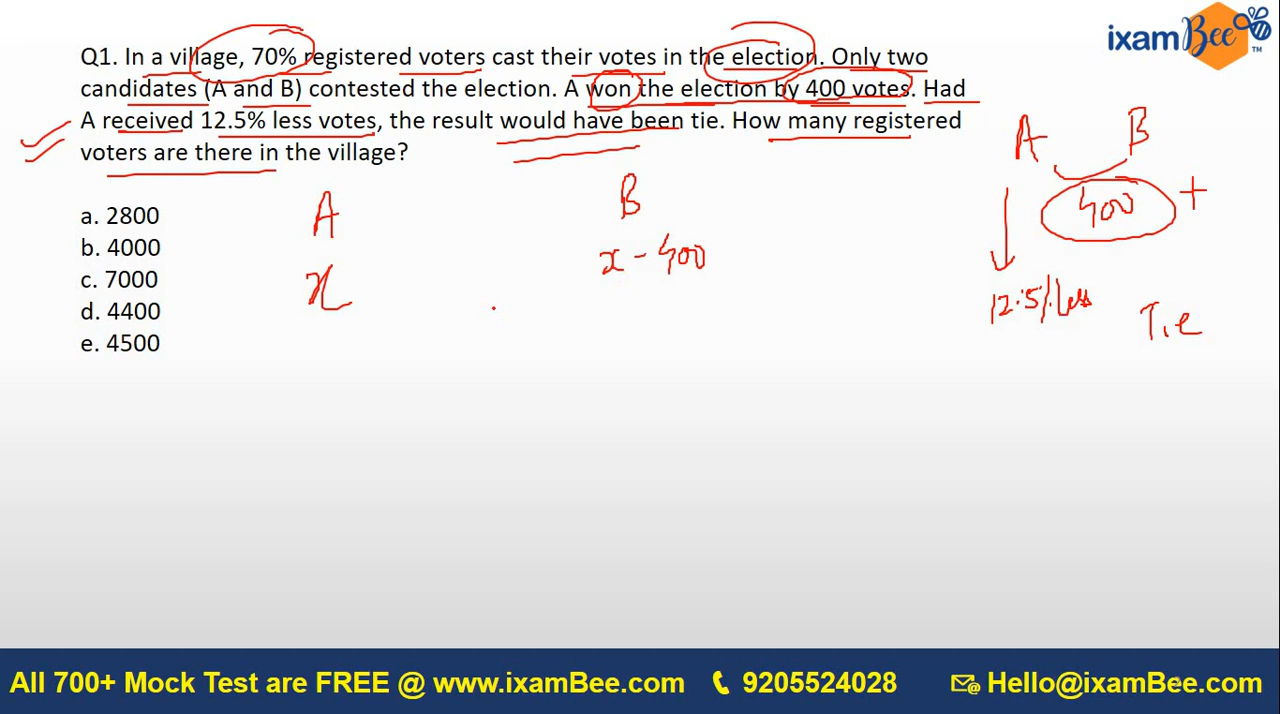 ixamBee
TM
Q1. In a village, 70% registered voters cast their votes in the election. Only two
candidates (A and B) contested the election. A won the election by 400 votes. Had
A received 12.5% less votes, the result would have been tie. How many registered
voters are there in the village?
A B
400 +
12.5% less
Tie
a. 2800
b. 4000
c. 7000
d. 4400
e. 4500
A B
x x - 400
All 700+ Mock Test are FREE @ www.ixamBee.com 9205524028 Hello@ixamBee.com